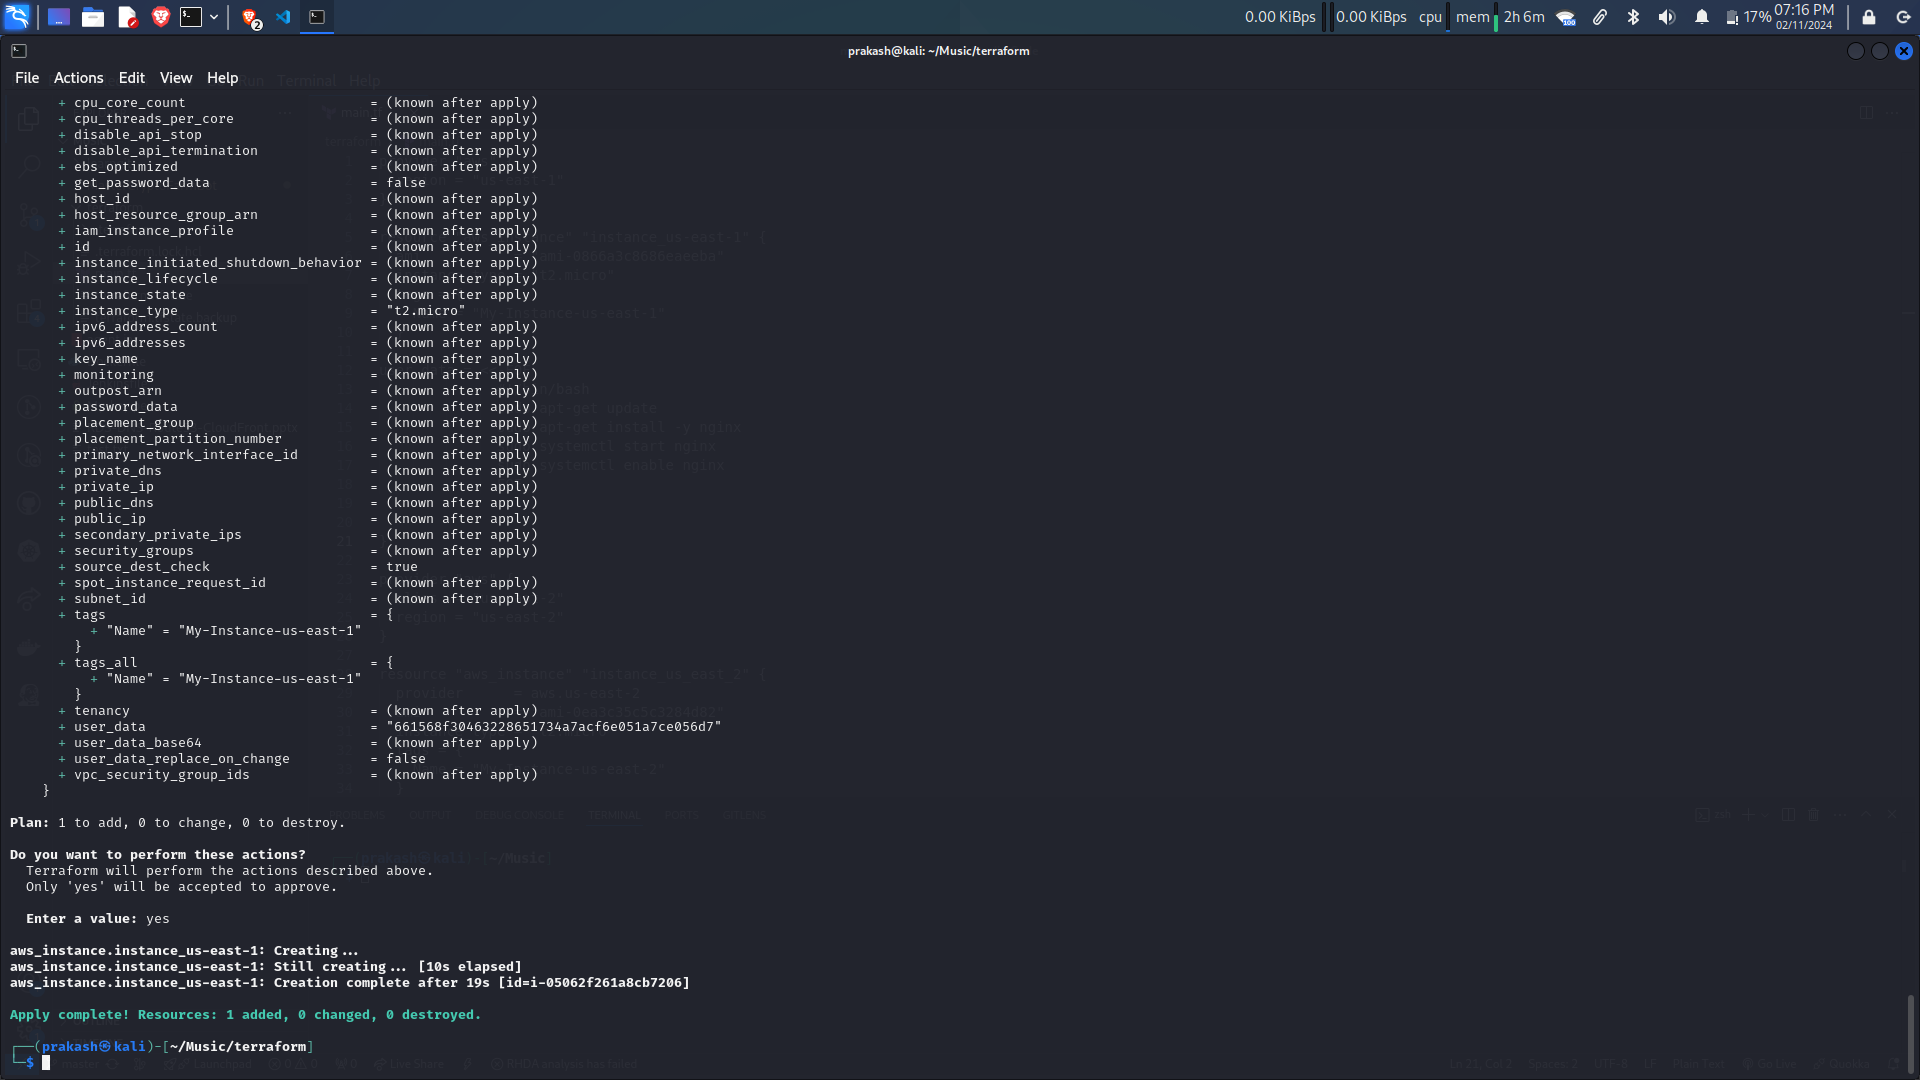 2
0.00 KiBps
0.00 KiBps
cpu
mem
2h 6m
100
17%
07:16 PM
02/11/2024
prakash@kali: ~/Music/terraform
File Actions Edit View Help
+ cpu_core_count = (known after apply)
+ cpu_threads_per_core = (known after apply)
+ disable_api_stop = (known after apply)
+ disable_api_termination = (known after apply)
+ ebs_optimized = (known after apply)
+ get_password_data = false
+ host_id = (known after apply)
+ host_resource_group_arn = (known after apply)
+ iam_instance_profile = (known after apply)
+ id = (known after apply)
+ instance_initiated_shutdown_behavior = (known after apply)
+ instance_lifecycle = (known after apply)
+ instance_state = (known after apply)
+ instance_type = "t2.micro"
+ ipv6_address_count = (known after apply)
+ ipv6_addresses = (known after apply)
+ key_name = (known after apply)
+ monitoring = (known after apply)
+ outpost_arn = (known after apply)
+ password_data = (known after apply)
+ placement_group = (known after apply)
+ placement_partition_number = (known after apply)
+ primary_network_interface_id = (known after apply)
+ private_dns = (known after apply)
+ private_ip = (known after apply)
+ public_dns = (known after apply)
+ public_ip = (known after apply)
+ secondary_private_ips = (known after apply)
+ security_groups = (known after apply)
+ source_dest_check = true
+ spot_instance_request_id = (known after apply)
+ subnet_id = (known after apply)
+ tags = {
+ "Name" = "My-Instance-us-east-1"
}
+ tags_all = {
+ "Name" = "My-Instance-us-east-1"
}
+ tenancy = (known after apply)
+ user_data = "661568f30463228651734a7acf6e051a7ce056d7"
+ user_data_base64 = (known after apply)
+ user_data_replace_on_change = false
+ vpc_security_group_ids = (known after apply)
}
Plan: 1 to add, 0 to change, 0 to destroy.
Do you want to perform these actions?
Terraform will perform the actions described above.
Only 'yes' will be accepted to approve.
Enter a value: yes
aws_instance.instance_us-east-1: Creating...
aws_instance.instance_us-east-1: Still creating... [10s elapsed]
aws_instance.instance_us-east-1: Creation complete after 19s [id=i-05062f261a8cb7206]
Apply complete! Resources: 1 added, 0 changed, 0 destroyed.
┌──(prakash㉿kali)-[~/Music/terraform]
└─$